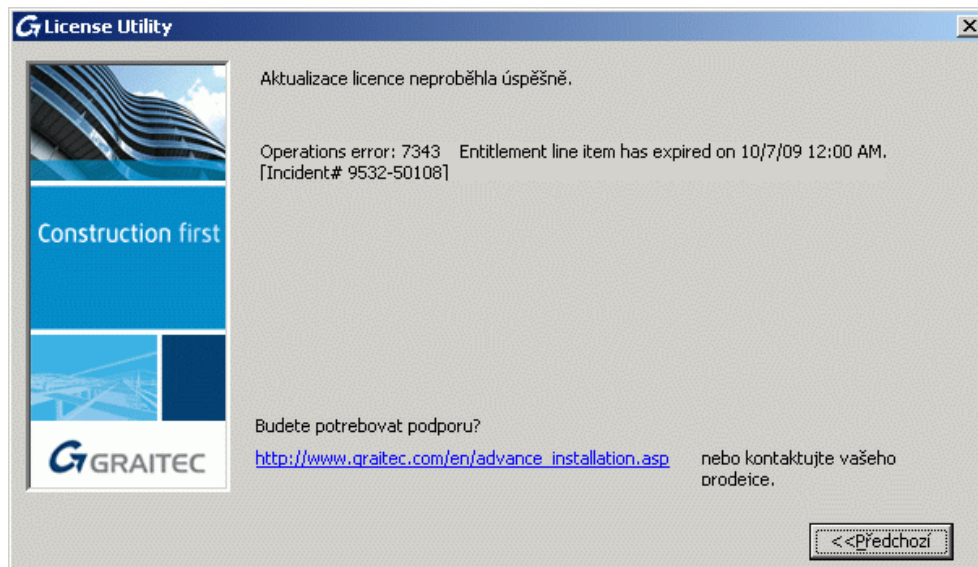 License Utility
Aktualizace licence neproběhla úspěšně.
Operations error: 7343 Entitlement line item has expired on 10/7/09 12:00 AM.
[Incident# 9532-50108]
Construction first
GRAITEC
Budete potrebovat podporu?
http://www.graitec.com/en/advance_installation.asp nebo kontaktujte vašeho
prodejce.
<<Předchozí